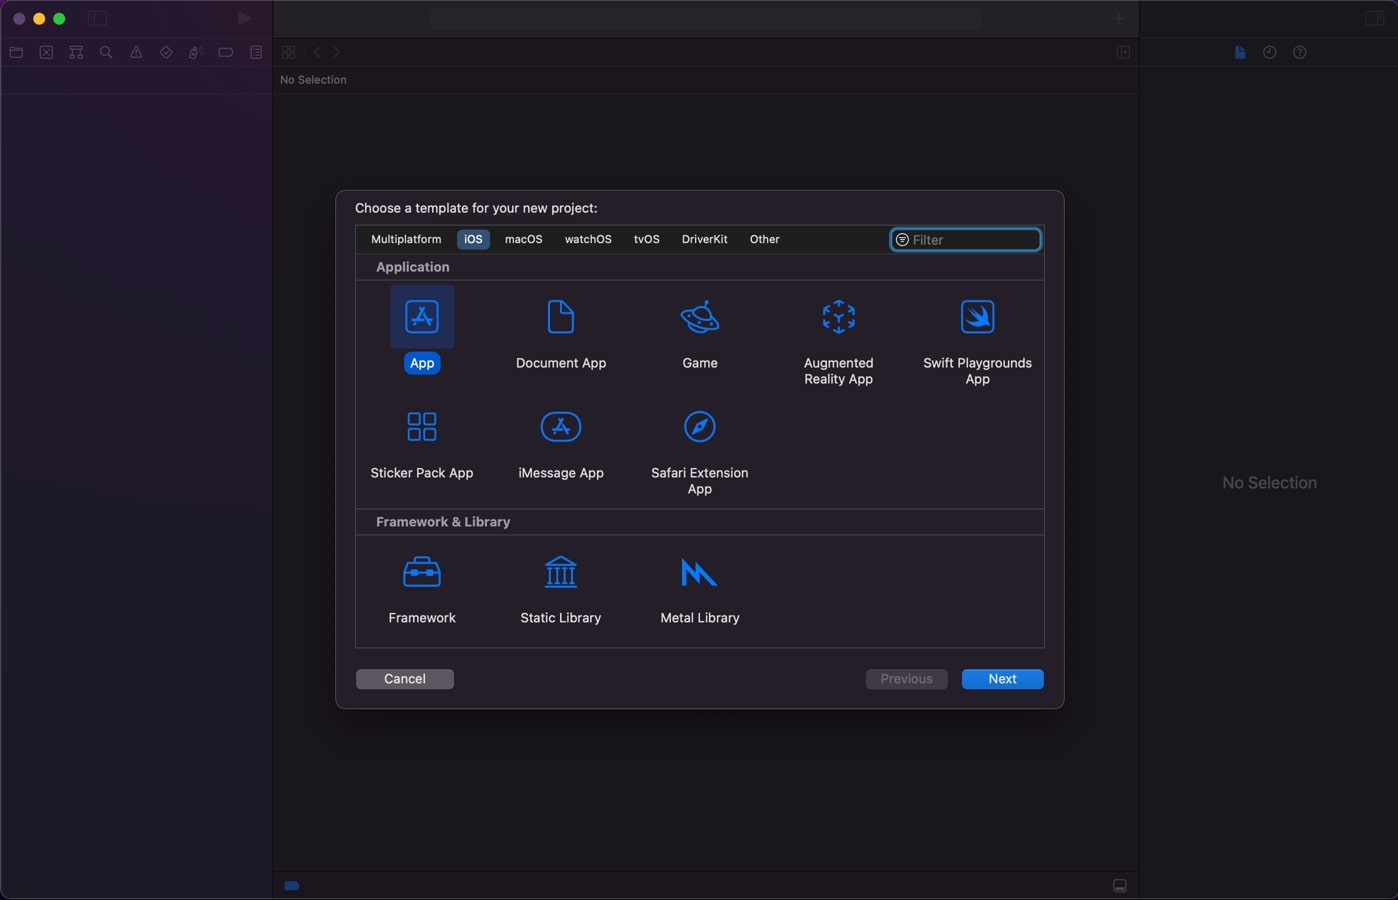 No Selection
Choose a template for your new project:
Multiplatform iOS macOS watchOS tvOS DriverKit Other Filter
Application
App Document App Game Augmented Reality App Swift Playgrounds App
Sticker Pack App iMessage App Safari Extension App
No Selection
Framework & Library
Framework Static Library Metal Library
Cancel Previous Next